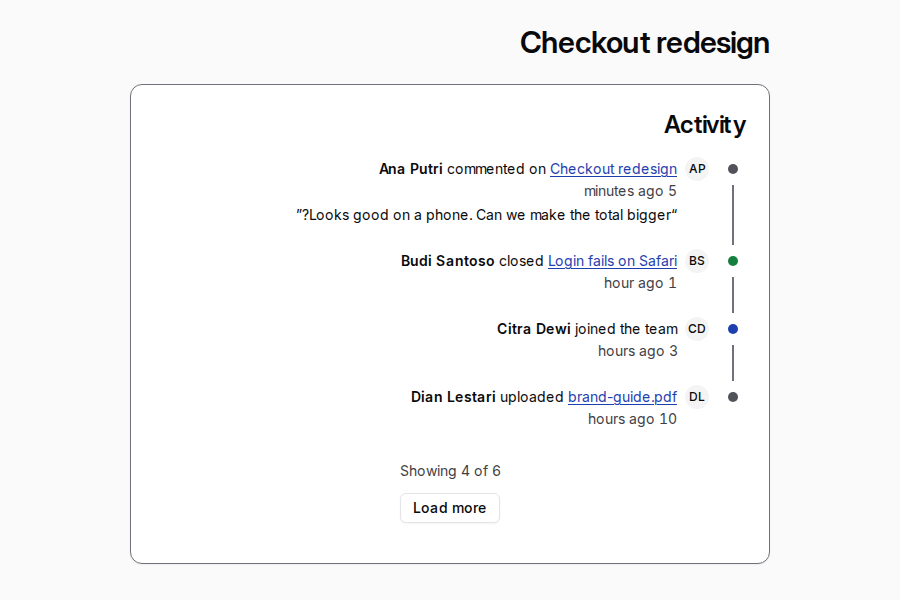 Checkout redesign
Activity
Ana Putri commented on Checkout redesign AP
minutes ago 5
”?Looks good on a phone. Can we make the total bigger“
Budi Santoso closed Login fails on Safari BS
hour ago 1
Citra Dewi joined the team CD
hours ago 3
Dian Lestari uploaded brand-guide.pdf DL
hours ago 10
Showing 4 of 6
Load more